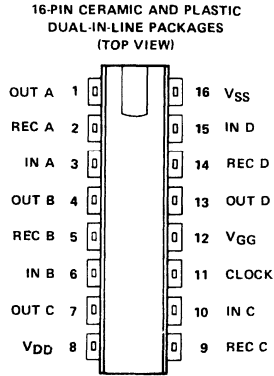 16-PIN CERAMIC AND PLASTIC
DUAL-IN-LINE PACKAGES
(TOP VIEW)
OUT A 1 16 VSS
REC A 2 15 IN D
IN A 3 14 REC D
OUT B 4 13 OUT D
REC B 5 12 VGG
IN B 6 11 CLOCK
OUT C 7 10 IN C
VDD 8 9 REC C